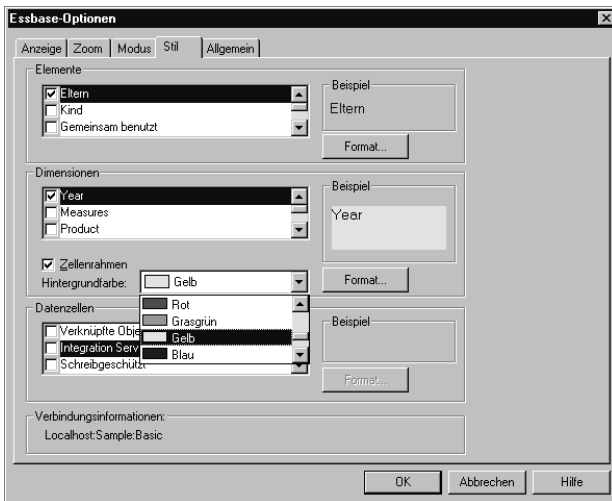 Essbase-Optionen
Anzeige Zoom Modus Stil Allgemein
Elemente
Eltern
Kind
Gemeinsam benutzt
Beispiel
Eltern
Format...
Dimensionen
Year
Measures
Product
Beispiel
Year
Zellenrahmen
Hintergrundfarbe: Gelb
Format...
Rot
Grasgrün
Gelb
Blau
Datenzellen
Verknüpfte Obje
Integration Serv
Schreibgeschützt
Beispiel
Format...
Verbindungsinformationen:
Localhost:Sample:Basic
OK Abbrechen Hilfe